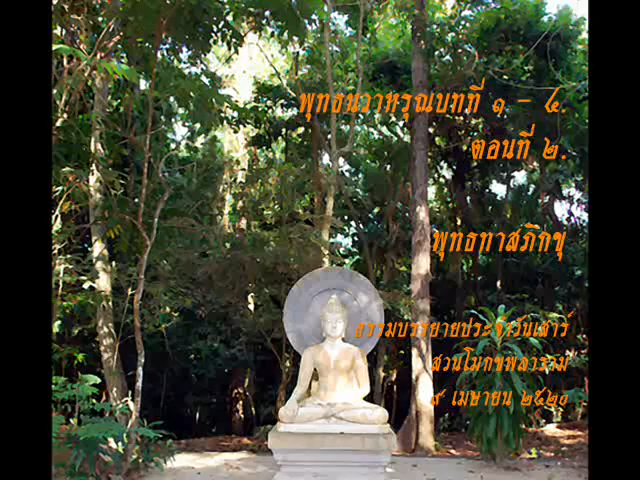 พุทธนวาหรคุณบทที่ ๑ - ๔.
ตอนที่ ๒.
พุทธทาสภิกขุ
ธรรมบรรยายประจำวันเสาร์
สวนโมกขพลาราม
๙ เมษายน ๒๕๒๐